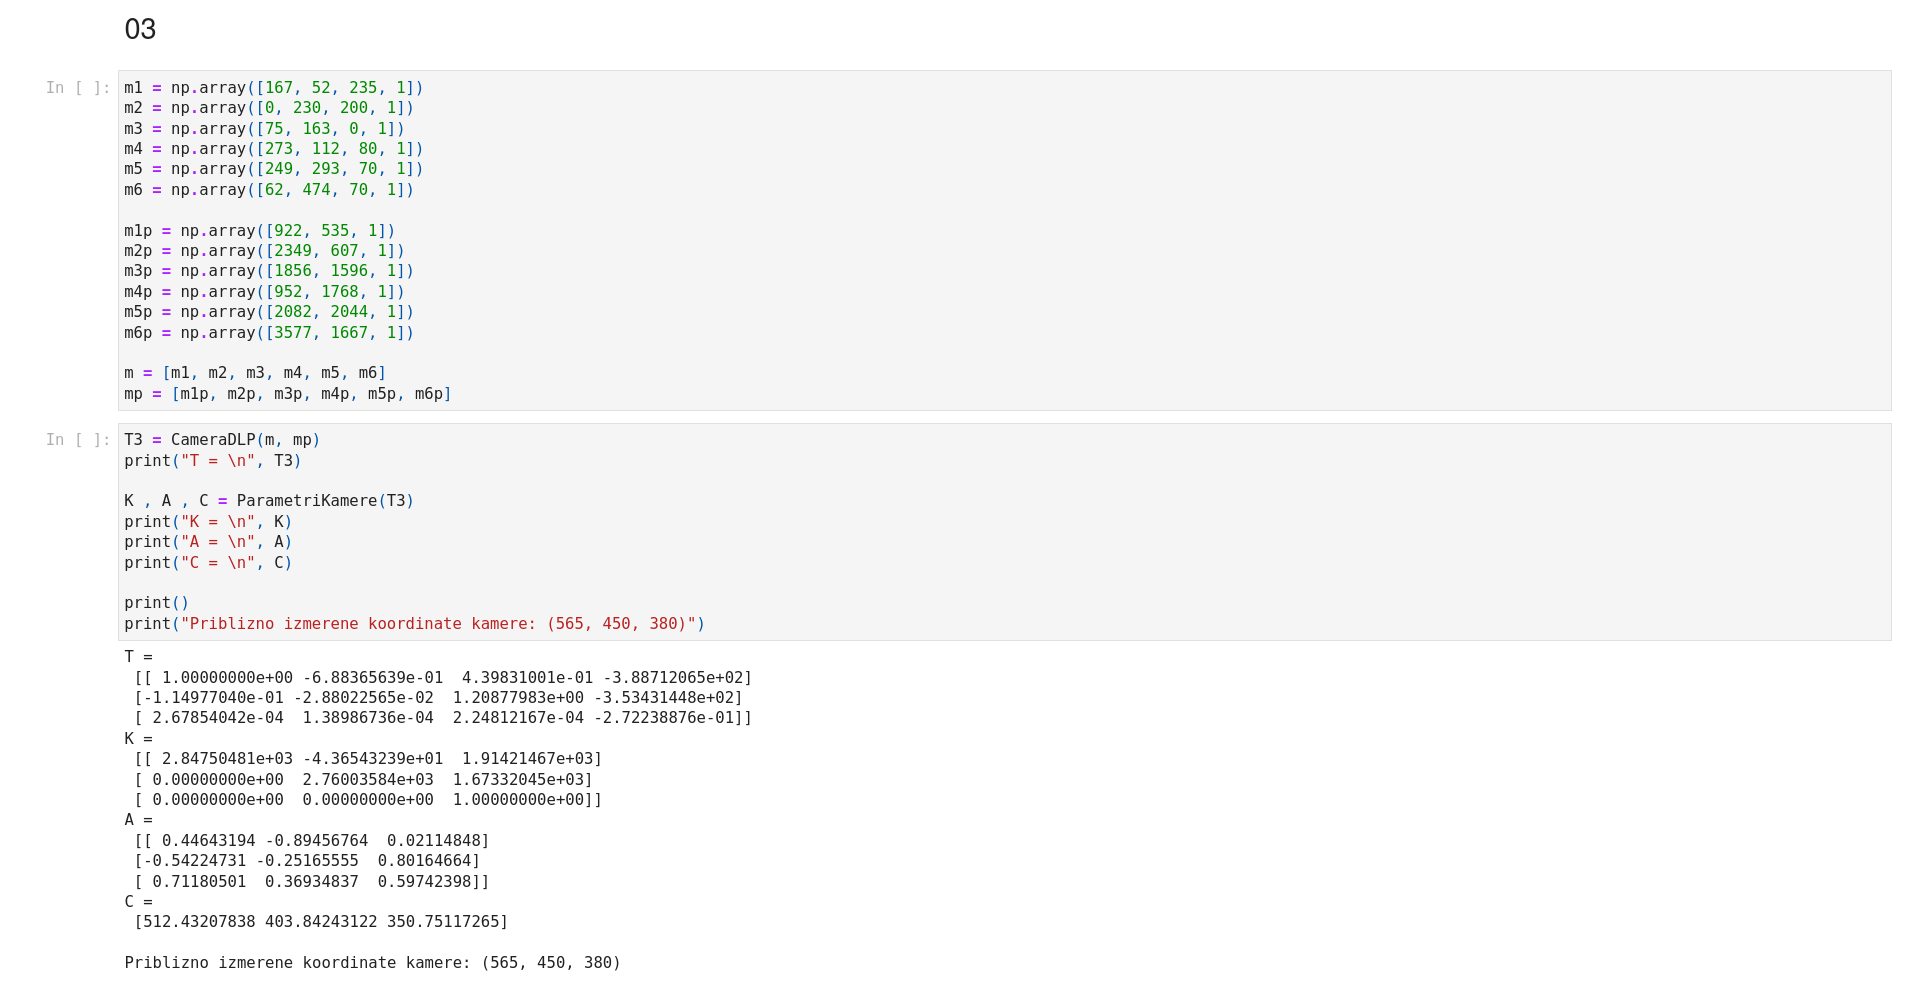 03
In [ ]:
m1 = np.array([167, 52, 235, 1])
m2 = np.array([0, 230, 200, 1])
m3 = np.array([75, 163, 0, 1])
m4 = np.array([273, 112, 80, 1])
m5 = np.array([249, 293, 70, 1])
m6 = np.array([62, 474, 70, 1])

m1p = np.array([922, 535, 1])
m2p = np.array([2349, 607, 1])
m3p = np.array([1856, 1596, 1])
m4p = np.array([952, 1768, 1])
m5p = np.array([2082, 2044, 1])
m6p = np.array([3577, 1667, 1])

m = [m1, m2, m3, m4, m5, m6]
mp = [m1p, m2p, m3p, m4p, m5p, m6p]
In [ ]:
T3 = CameraDLP(m, mp)
print("T = \n", T3)

K , A , C = ParametriKamere(T3)
print("K = \n", K)
print("A = \n", A)
print("C = \n", C)

print()
print("Priblizno izmerene koordinate kamere: (565, 450, 380)")
T =
 [[ 1.00000000e+00 -6.88365639e-01  4.39831001e-01 -3.88712065e+02]
 [-1.14977040e-01 -2.88022565e-02  1.20877983e+00 -3.53431448e+02]
 [ 2.67854042e-04  1.38986736e-04  2.24812167e-04 -2.72238876e-01]]
K =
 [[ 2.84750481e+03 -4.36543239e+01  1.91421467e+03]
 [ 0.00000000e+00  2.76003584e+03  1.67332045e+03]
 [ 0.00000000e+00  0.00000000e+00  1.00000000e+00]]
A =
 [[ 0.44643194 -0.89456764  0.02114848]
 [-0.54224731 -0.25165555  0.80164664]
 [ 0.71180501  0.36934837  0.59742398]]
C =
 [512.43207838 403.84243122 350.75117265]

Priblizno izmerene koordinate kamere: (565, 450, 380)